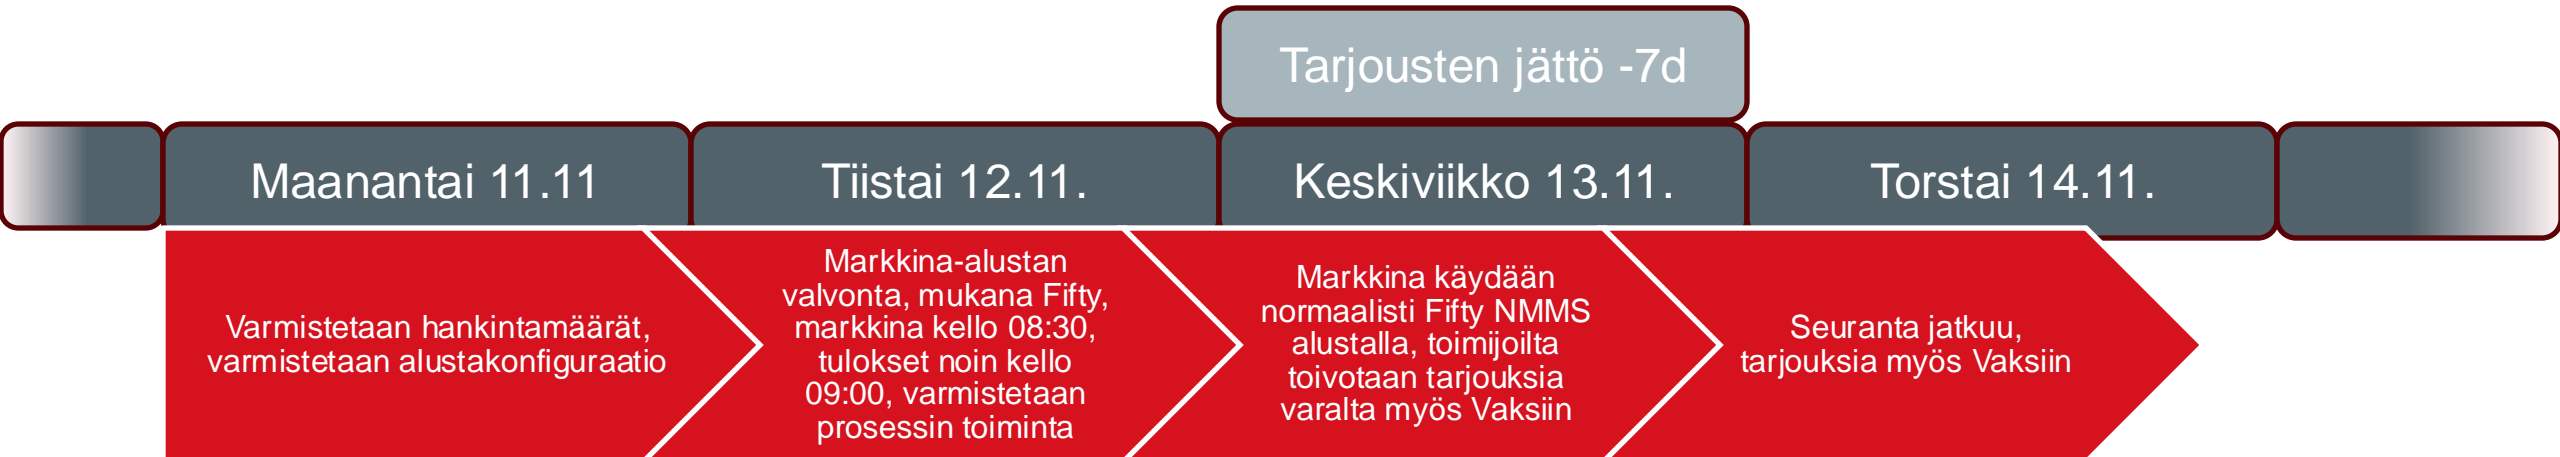 Tarjousten jättö -7d
Maanantai 11.11
Tiistai 12.11.
Keskiviikko 13.11.
Torstai 14.11.
Varmistetaan hankintamäärät,
varmistetaan alustakonfiguraatio
Markkina-alustan
valvonta, mukana Fifty,
markkina kello 08:30,
tulokset noin kello
09:00, varmistetaan
prosessin toiminta
Markkina käydään
normaalisti Fifty NMMS
alustalla, toimijoilta
toivotaan tarjouksia
varalta myös Vaksiin
Seuranta jatkuu,
tarjouksia myös Vaksiin